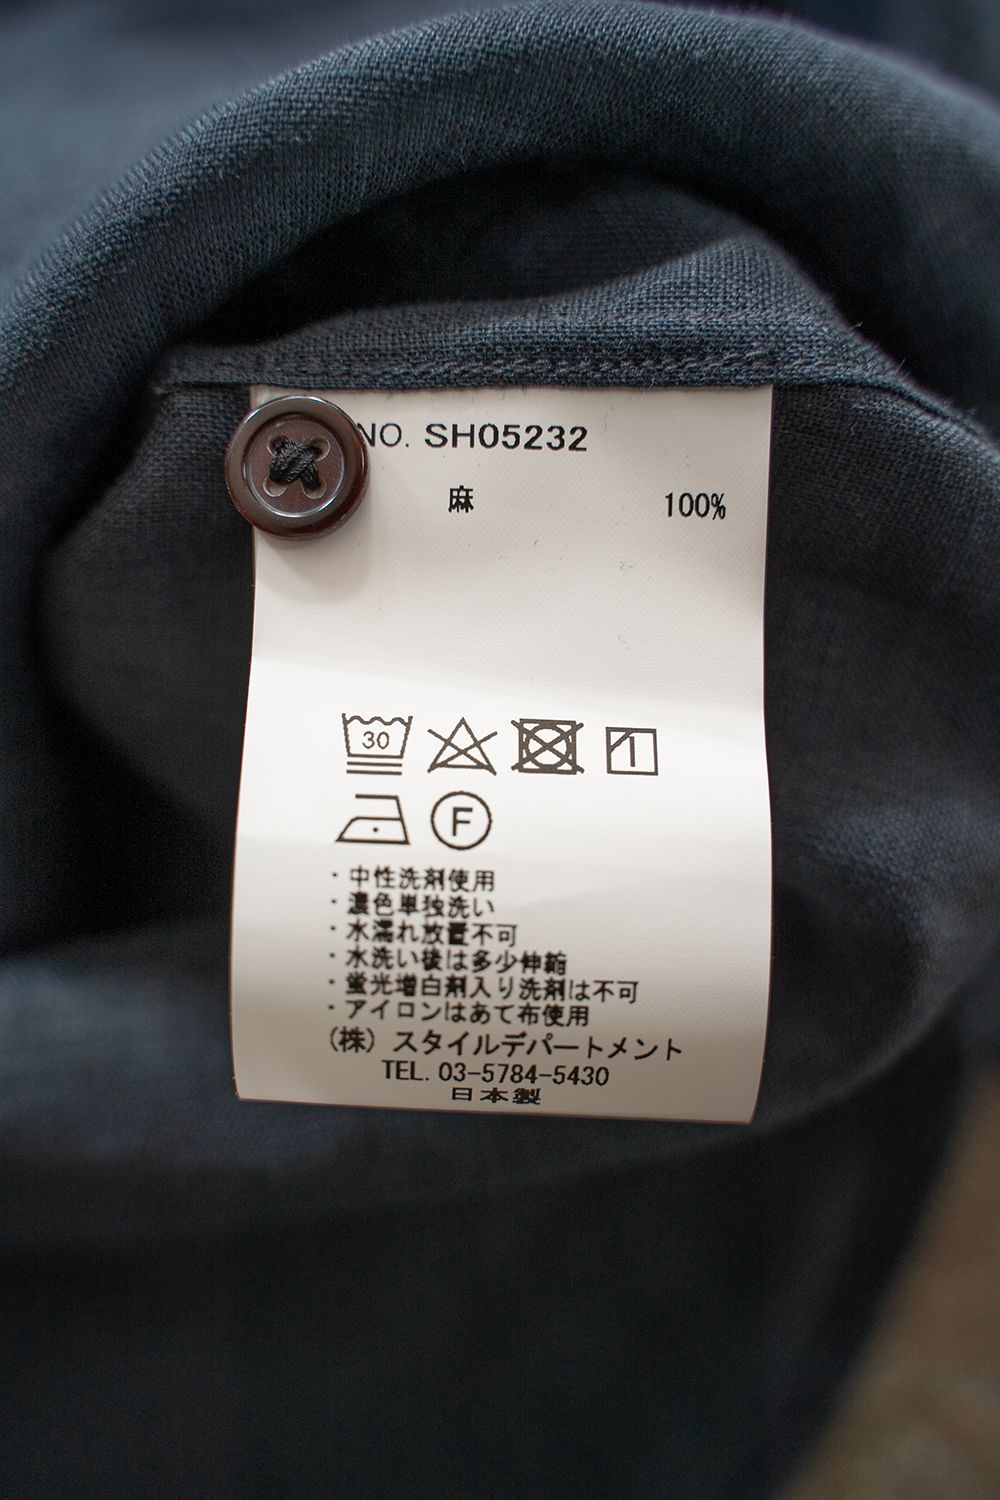 NO. SH05232
麻 100%
30
F
・中性洗剤使用
・濃色単独洗い
・水濡れ放置不可
・水洗い後は多少伸縮
・蛍光増白剤入り洗剤は不可
・アイロンはあて布使用
(株) スタイルデパートメント
TEL. 03-5784-5430
日本製